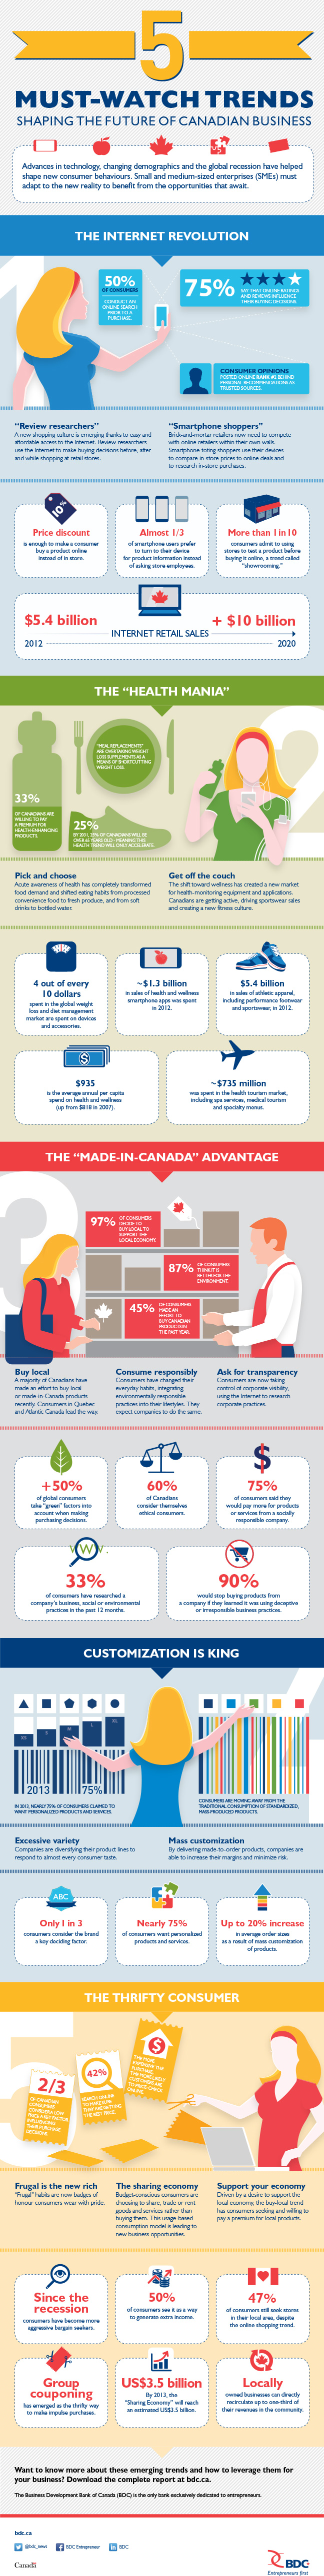 5
MUST-WATCH TRENDS
SHAPING THE FUTURE OF CANADIAN BUSINESS
Advances in technology, changing demographics and the global recession have helped
shape new consumer behaviours. Small and medium-sized enterprises (SMEs) must
adapt to the new reality to benefit from the opportunities that await.
THE INTERNET REVOLUTION
50%
OF CONSUMERS
CONDUCT AN
ONLINE SEARCH
PRIOR TO A
PURCHASE.
75%
SAY THAT ONLINE RATINGS
AND REVIEWS INFLUENCE
THEIR BUYING DECISIONS.
CONSUMER OPINIONS
POSTED ONLINE RANK #2 BEHIND
PERSONAL RECOMMENDATIONS AS
TRUSTED SOURCES.
“Review researchers”
A new shopping culture is emerging thanks to easy and
affordable access to the Internet. Review researchers
use the Internet to make buying decisions before, after
and while shopping at retail stores.
“Smartphone shoppers”
Brick-and-mortar retailers now need to compete
with online retailers within their own walls.
Smartphone-toting shoppers use their devices
to compare in-store prices to online deals and
to research in-store purchases.
10%
Price discount
is enough to make a consumer
buy a product online
instead of in store.
Almost 1/3
of smartphone users prefer
to turn to their device
for product information instead
of asking store employees.
More than 1 in 10
consumers admit to using
stores to test a product before
buying it online, a trend called
“showrooming.”
$5.4 billion
+ $10 billion
INTERNET RETAIL SALES
2012
2020
THE “HEALTH MANIA”
“MEAL REPLACEMENTS”
ARE OVERTAKING WEIGHT
LOSS SUPPLEMENTS AS A
MEANS OF SHORTCUTTING
WEIGHT LOSS.
33%
OF CANADIANS ARE
WILLING TO PAY
A PREMIUM FOR
HEALTH-ENHANCING
PRODUCTS.
25%
BY 2031, 25% OF CANADIANS WILL BE
OVER 65 YEARS OLD - MEANING THIS
HEALTH TREND WILL ONLY ACCELERATE.
Pick and choose
Acute awareness of health has completely transformed
food demand and shifted eating habits from processed
convenience food to fresh produce, and from soft
drinks to bottled water.
Get off the couch
The shift toward wellness has created a new market
for health-monitoring equipment and applications.
Canadians are getting active, driving sportswear sales
and creating a new fitness culture.
4 out of every
10 dollars
spent in the global weight
loss and diet management
market are spent on devices
and accessories.
~$1.3 billion
in sales of health and wellness
smartphone apps was spent
in 2012.
$5.4 billion
in sales of athletic apparel,
including performance footwear
and sportswear, in 2012.
$935
is the average annual per capita
spend on health and wellness
(up from $818 in 2007).
~$735 million
was spent in the health tourism market,
including spa services, medical tourism
and specialty menus.
THE “MADE-IN-CANADA” ADVANTAGE
97%
OF CONSUMERS
DECIDE TO
BUY LOCAL TO
SUPPORT THE
LOCAL ECONOMY.
87%
OF CONSUMERS
THINK IT IS
BETTER FOR THE
ENVIRONMENT.
45%
OF CONSUMERS
MADE AN
EFFORT TO
BUY CANADIAN
PRODUCTS IN
THE PAST YEAR.
Buy local
A majority of Canadians have
made an effort to buy local
or made-in-Canada products
recently. Consumers in Quebec
and Atlantic Canada lead the way.
Consume responsibly
Consumers have changed their
everyday habits, integrating
environmentally responsible
practices into their lifestyles. They
expect companies to do the same.
Ask for transparency
Consumers are now taking
control of corporate visibility,
using the Internet to research
corporate practices.
+50%
of global consumers
take “green” factors into
account when making
purchasing decisions.
60%
of Canadians
consider themselves
ethical consumers.
$
75%
of consumers said they
would pay more for products
or services from a socially
responsible company.
33%
of consumers have researched a
company’s business, social or environmental
practices in the past 12 months.
90%
would stop buying products from
a company if they learned it was using deceptive
or irresponsible business practices.
CUSTOMIZATION IS KING
XS
S
M
L
XL
2013
75%
IN 2013, NEARLY 75% OF CONSUMERS CLAIMED TO
WANT PERSONALIZED PRODUCTS AND SERVICES.
CONSUMERS ARE MOVING AWAY FROM THE
TRADITIONAL CONSUMPTION OF STANDARDIZED,
MASS-PRODUCED PRODUCTS.
Excessive variety
Companies are diversifying their product lines to
respond to almost every consumer taste.
Mass customization
By delivering made-to-order products, companies are
able to increase their margins and minimize risk.
ABC
Only 1 in 3
consumers consider the brand
a key deciding factor.
Nearly 75%
of consumers want personalized
products and services.
Up to 20% increase
in average order sizes
as a result of mass customization
of products.
THE THRIFTY CONSUMER
2/3
OF CANADIAN
CONSUMERS
CONSIDER A LOW
PRICE A KEY FACTOR
INFLUENCING
THEIR PURCHASE
DECISIONS.
42%
SEARCH ONLINE
TO MAKE SURE
THEY ARE GETTING
THE BEST PRICE.
$
THE MORE
EXPENSIVE THE
PURCHASE,
THE MORE LIKELY
CUSTOMERS ARE
TO PRICE-CHECK
ONLINE.
Frugal is the new rich
“Frugal” habits are now badges of
honour consumers wear with pride.
The sharing economy
Budget-conscious consumers are
choosing to share, trade or rent
goods and services rather than
buying them. This usage-based
consumption model is leading to
new business opportunities.
Support your economy
Driven by a desire to support the
local economy, the buy-local trend
has consumers seeking and willing to
pay a premium for local products.
Since the
recession
consumers have become more
aggressive bargain seekers.
50%
of consumers see it as a way
to generate extra income.
47%
of consumers still seek stores
in their local area, despite
the online shopping trend.
Group
couponing
has emerged as the thrifty way
to make impulse purchases.
US$3.5 billion
By 2013, the
“Sharing Economy” will reach
an estimated US$3.5 billion.
Locally
owned businesses can directly
recirculate up to one-third of
their revenues in the community.
Want to know more about these emerging trends and how to leverage them for
your business? Download the complete report at bdc.ca.
The Business Development Bank of Canada (BDC) is the only bank exclusively dedicated to entrepreneurs.
bdc.ca
@bdc_news
BDC Entrepreneur
BDC
Canada
BDC
Entrepreneurs first